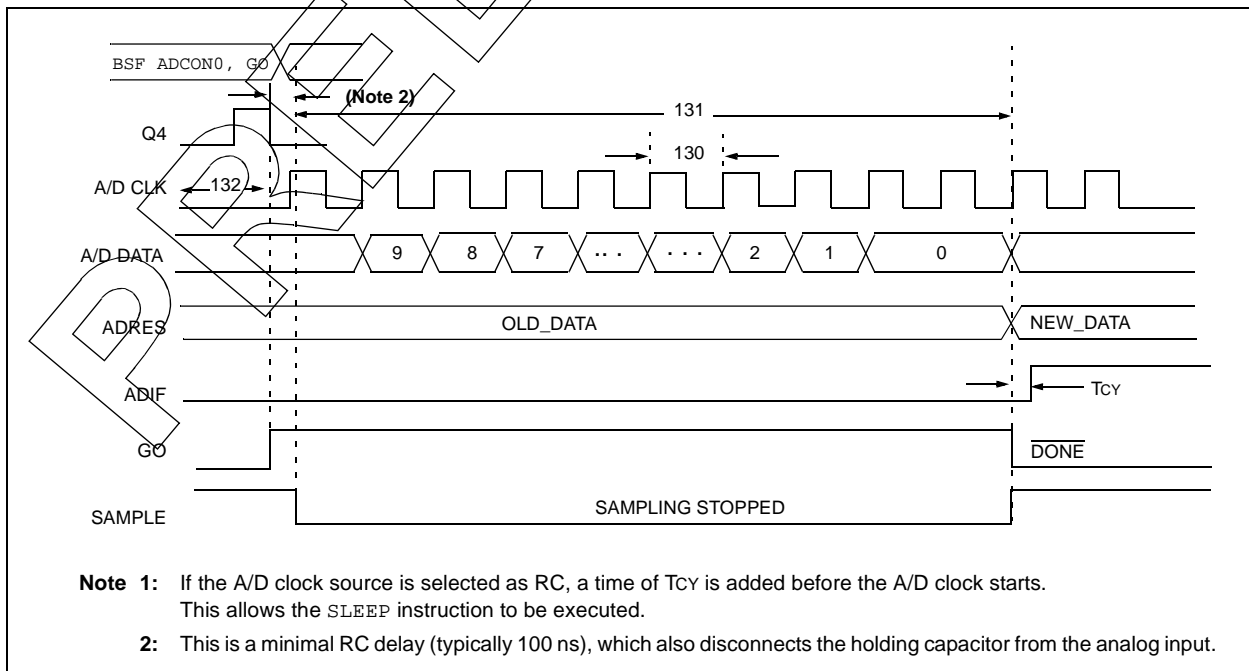 BSF ADCON0, GO
(Note 2)
131
Q4
130
A/D CLK
132
A/D DATA
9 8 7 . . . . . . 2 1 0
ADRES
OLD_DATA
NEW_DATA
ADIF
TCY
GO
DONE
SAMPLE
SAMPLING STOPPED
Note 1: If the A/D clock source is selected as RC, a time of TCY is added before the A/D clock starts.
This allows the SLEEP instruction to be executed.
2: This is a minimal RC delay (typically 100 ns), which also disconnects the holding capacitor from the analog input.